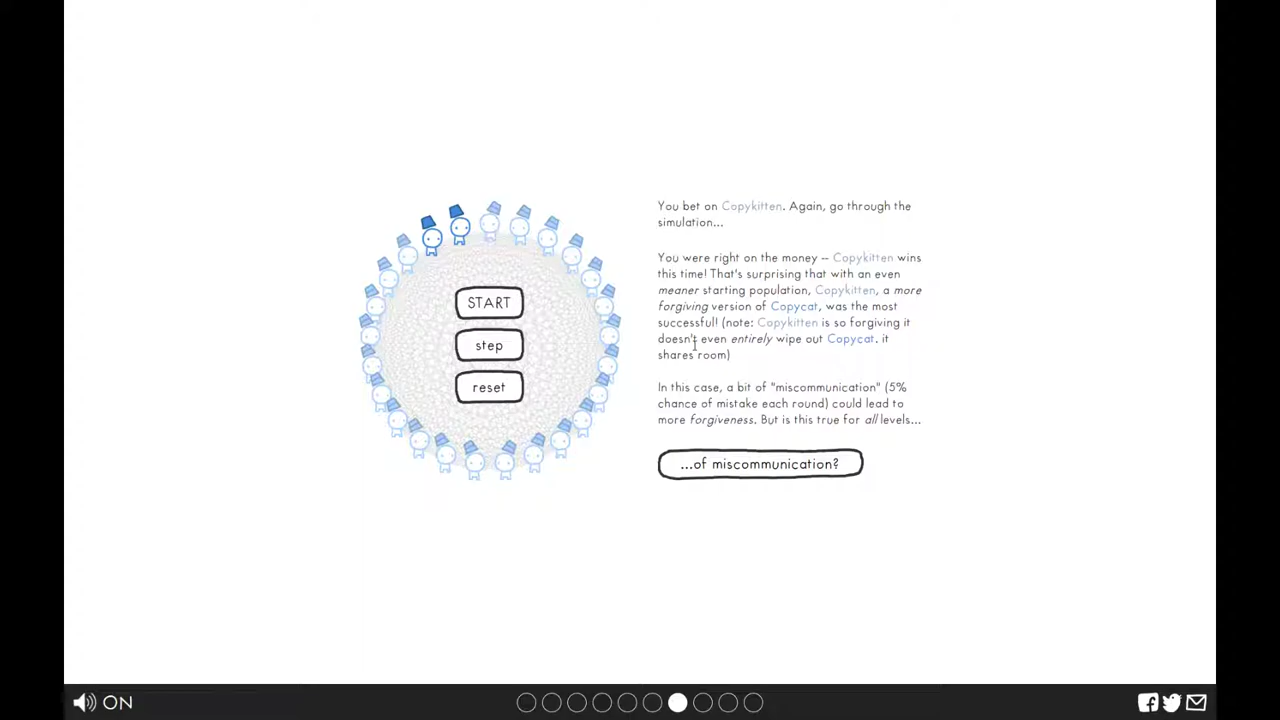 You bet on Copykitten. Again, go through the
simulation...
You were right on the money -- Copykitten wins
this time! That's surprising that with an even
meaner starting population, Copykitten, a more
forgiving version of Copycat, was the most
successful! (note: Copykitten is so forgiving it
doesn't even entirely wipe out Copycat. it
shares room)
In this case, a bit of "miscommunication" (5%
chance of mistake each round) could lead to
more forgiveness. But is this true for all levels...
...of miscommunication?
START
step
reset
ON